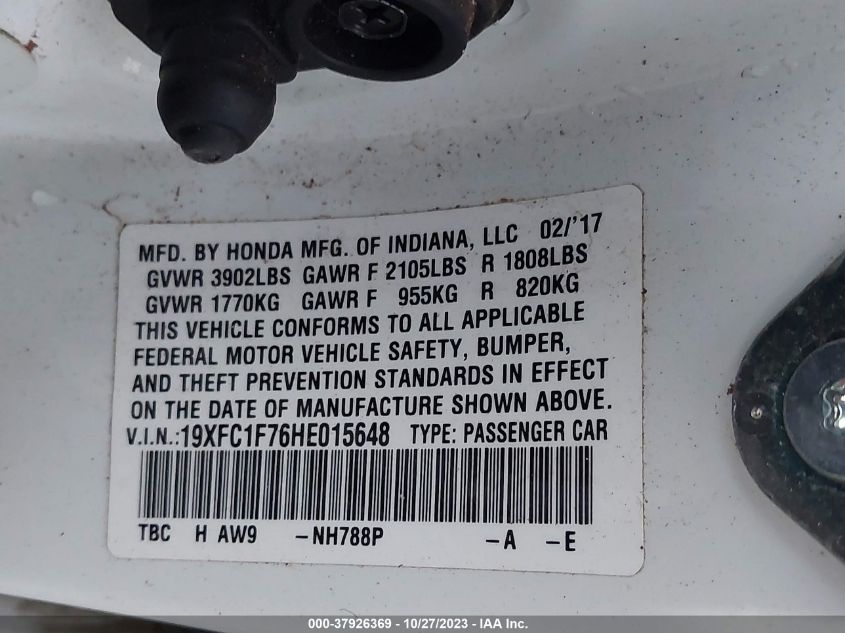 MFD. BY HONDA MFG. OF INDIANA, LLC 02/'17
GVWR 3902LBS GAWR F 2105LBS R 1808LBS
GVWR 1770KG GAWR F 955KG R 820KG
THIS VEHICLE CONFORMS TO ALL APPLICABLE
FEDERAL MOTOR VEHICLE SAFETY, BUMPER,
AND THEFT PREVENTION STANDARDS IN EFFECT
ON THE DATE OF MANUFACTURE SHOWN ABOVE.
V.I.N.:19XFC1F76HE015648 TYPE: PASSENGER CAR
TBC H AW9 -NH788P -A -E
000-37926369 - 10/27/2023 - IAA Inc.